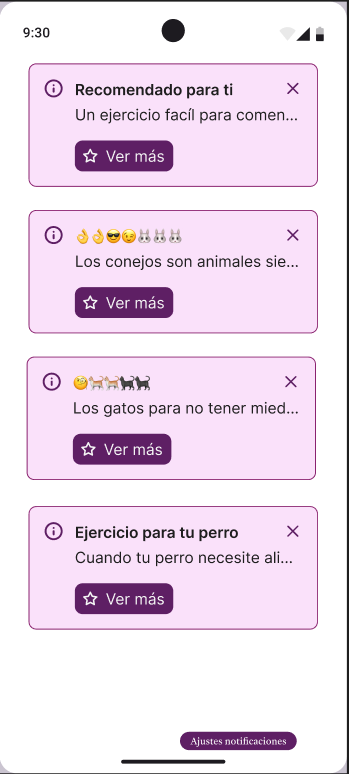 9:30
Recomendado para ti
Un ejercicio facíl para comen...
Ver más
👌👌😎😉🐰🐰🐰
Los conejos son animales sie...
Ver más
🧐🐈🐈🐈‍⬛🐈‍⬛
Los gatos para no tener mied...
Ver más
Ejercicio para tu perro
Cuando tu perro necesite ali...
Ver más
Ajustes notificaciones